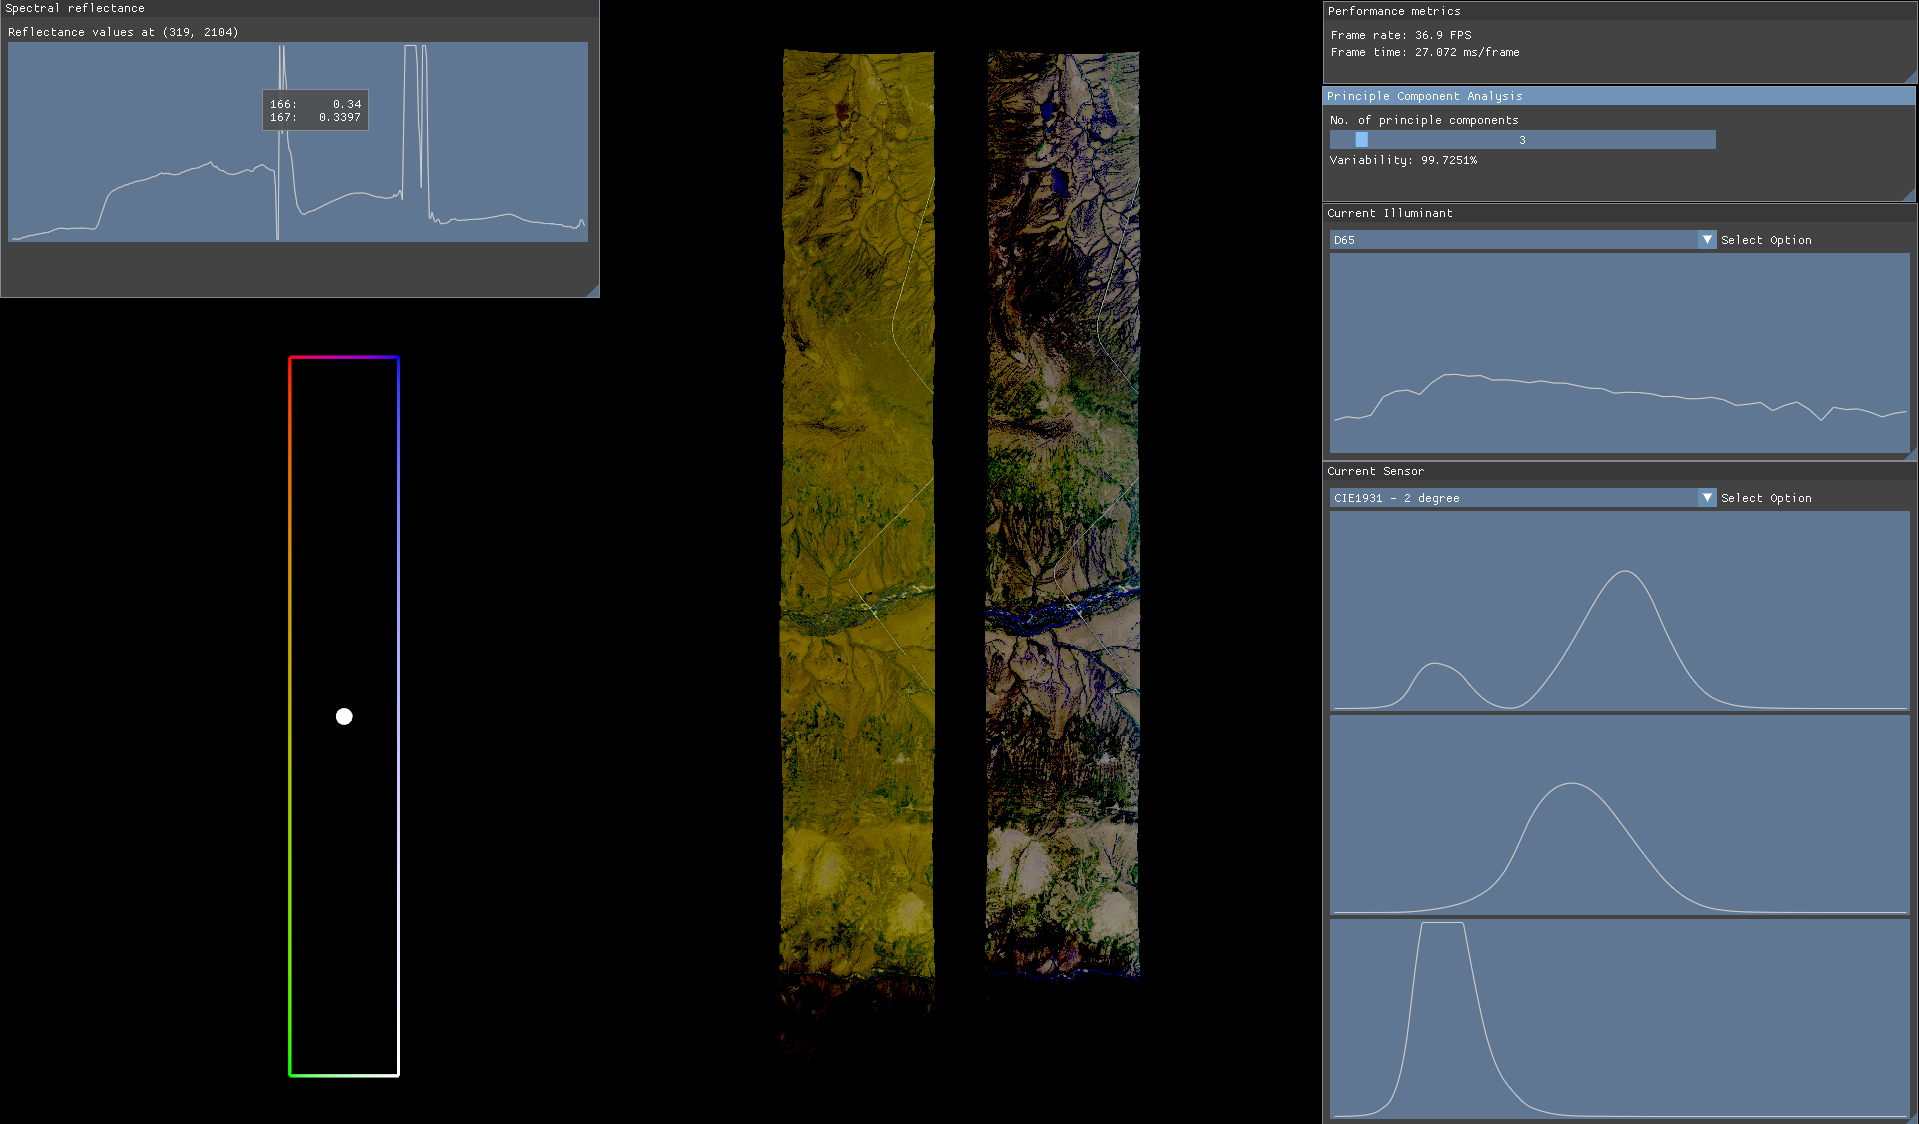 Spectral reflectance
Reflectance values at (319, 2104)
166: 0.34
167: 0.3397
Performance metrics
Frame rate: 36.9 FPS
Frame time: 27.072 ms/frame
Principle Component Analysis
No. of principle components
3
Variability: 99.7251%
Current Illuminant
D65 Select Option
Current Sensor
CIE1931 - 2 degree Select Option